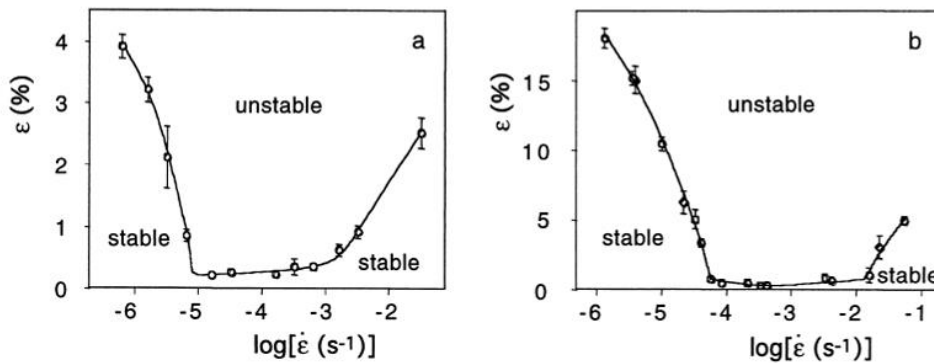 a
4
3
2
1
0
ε (%)
unstable
stable
stable
-6
-5
-4
-3
-2
log[ε̇ (s-1)]
b
15
10
5
0
ε (%)
unstable
stable
stable
-6
-5
-4
-3
-2
-1
log[ε̇ (s-1)]